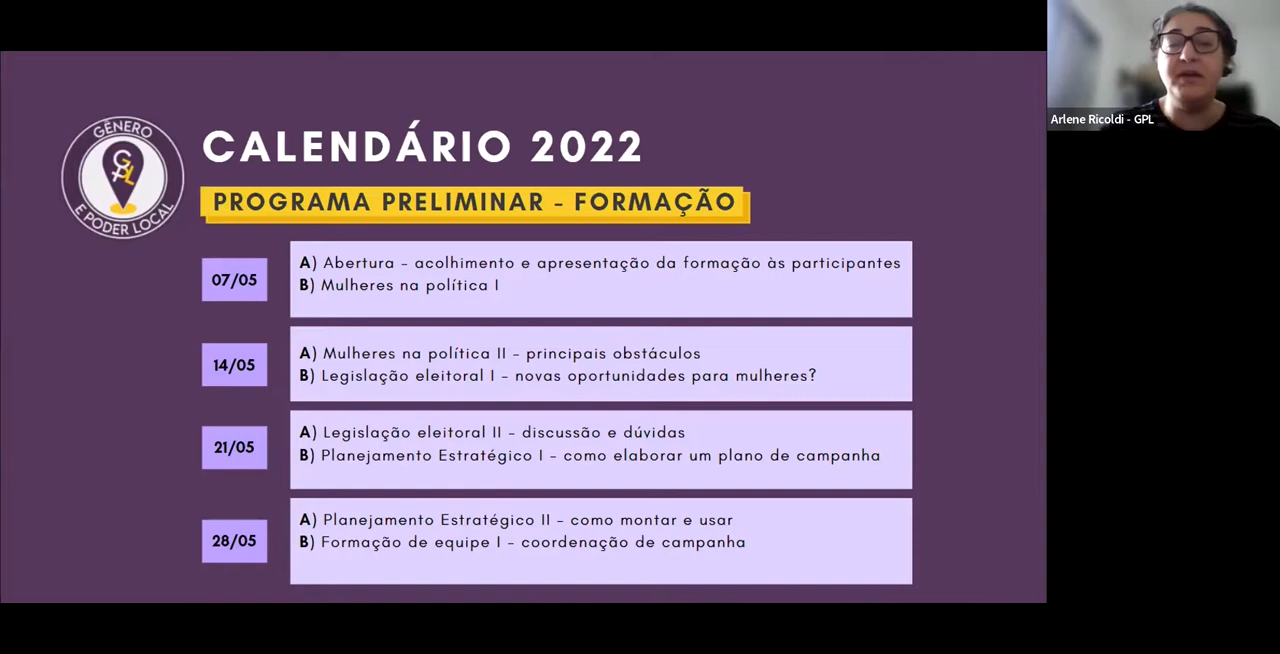 GÊNERO
GPL
E PODER LOCAL
CALENDÁRIO 2022
PROGRAMA PRELIMINAR - FORMAÇÃO
07/05
A) Abertura - acolhimento e apresentação da formação às participantes
B) Mulheres na política I
14/05
A) Mulheres na política II - principais obstáculos
B) Legislação eleitoral I - novas oportunidades para mulheres?
21/05
A) Legislação eleitoral II - discussão e dúvidas
B) Planejamento Estratégico I - como elaborar um plano de campanha
28/05
A) Planejamento Estratégico II - como montar e usar
B) Formação de equipe I - coordenação de campanha
Arlene Ricoldi - GPL